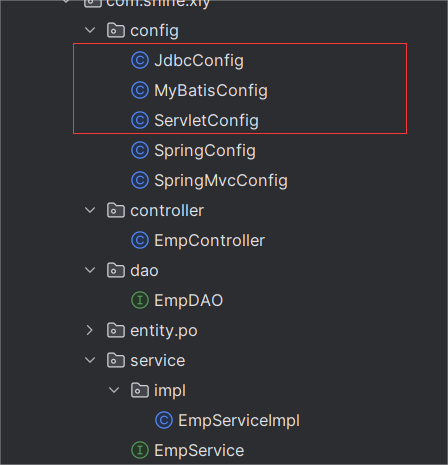 com.shine.xfy
config
JdbcConfig
MyBatisConfig
ServletConfig
SpringConfig
SpringMvcConfig
controller
EmpController
dao
EmpDAO
entity.po
service
impl
EmpServiceImpl
EmpService